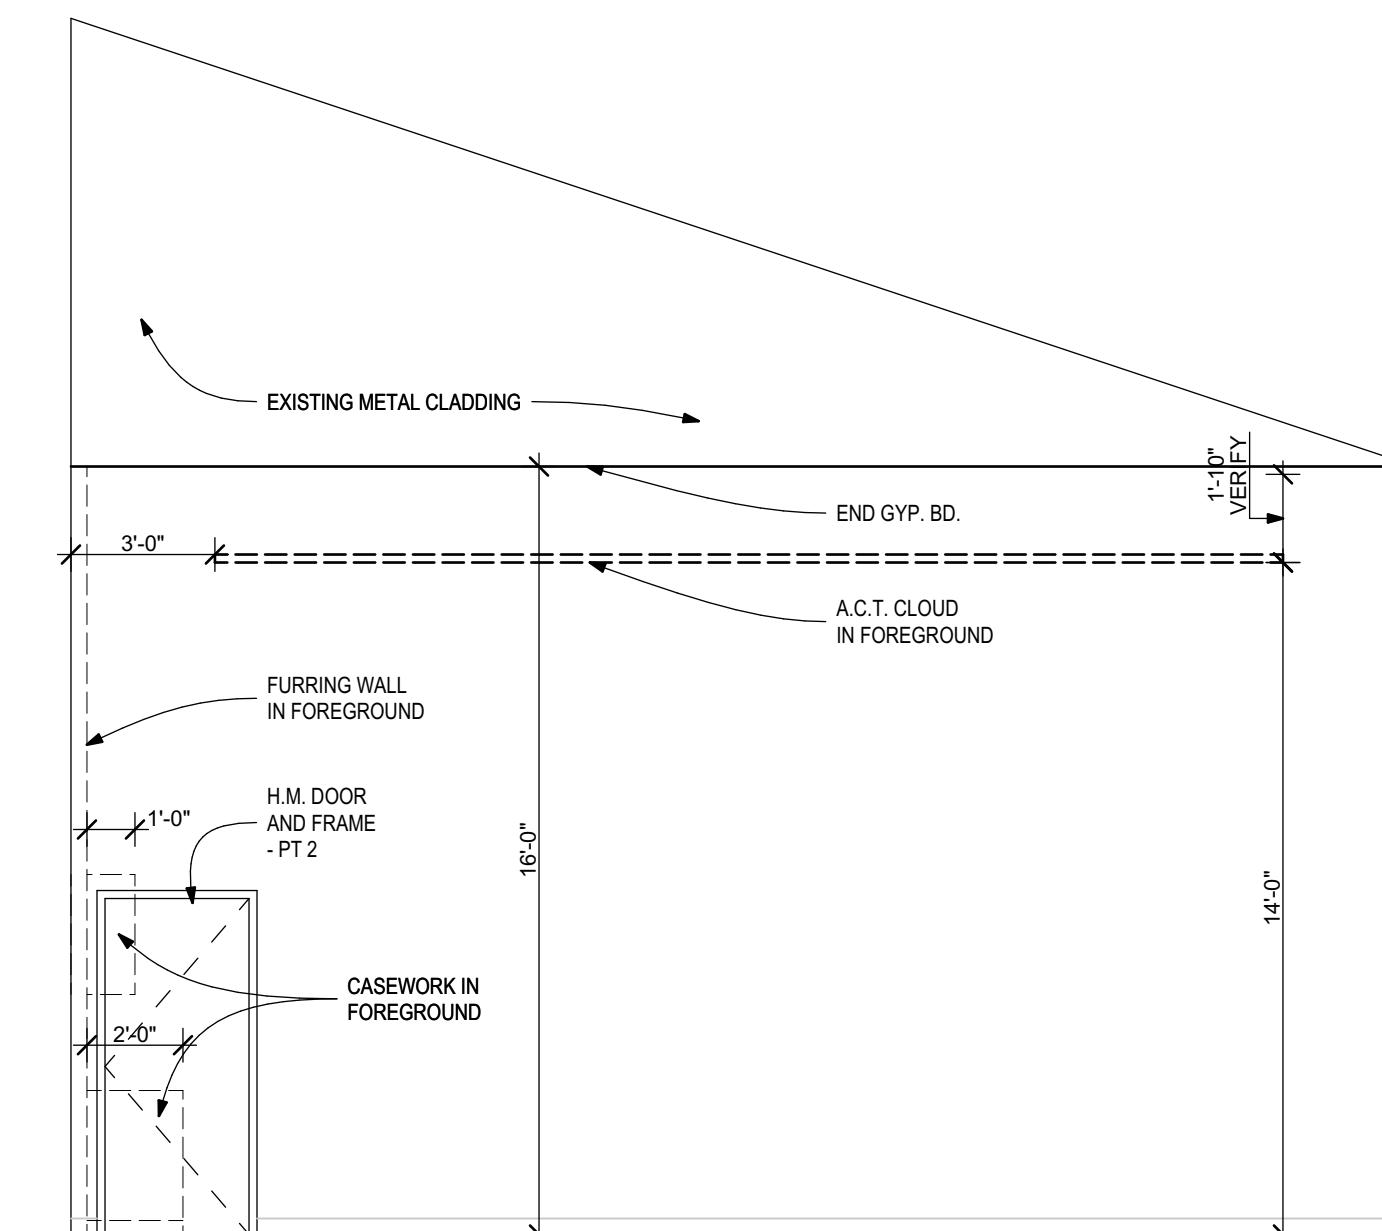 EXISTING METAL CLADDING
1'-10"
VERIFY
END GYP. BD.
3'-0"
A.C.T. CLOUD
IN FOREGROUND
FURRING WALL
IN FOREGROUND
H.M. DOOR
AND FRAME
- PT 2
1'-0"
16'-0"
14'-0"
CASEWORK IN
FOREGROUND
2'-0"